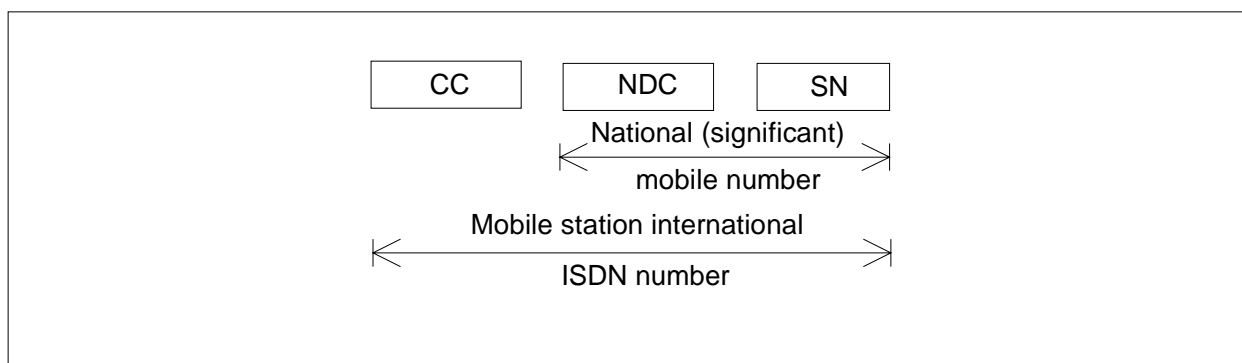 CC NDC SN
National (significant)
mobile number
Mobile station international
ISDN number